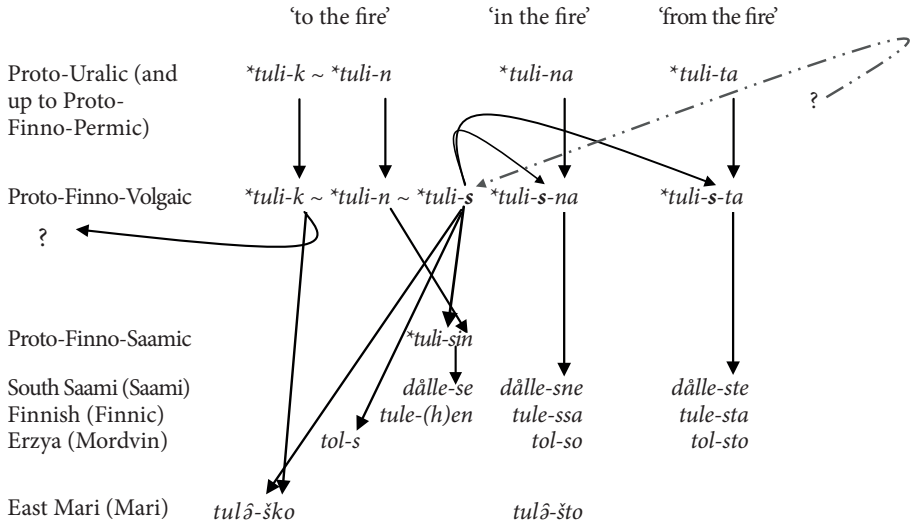 ‘to the fire’ ‘in the fire’ ‘from the fire’
Proto-Uralic (and *tuli-k ~ *tuli-n *tuli-na *tuli-ta
up to Proto- ?
Finno-Permic)
Proto-Finno-Volgaic *tuli-k ~ *tuli-n ~ *tuli-s *tuli-s-na *tuli-s-ta
?
Proto-Finno-Saamic *tuli-sin
South Saami (Saami) dålle-se dålle-sne dålle-ste
Finnish (Finnic) tule-(h)en tule-ssa tule-sta
Erzya (Mordvin) tol-s tol-so tol-sto
East Mari (Mari) tulə̑-ško tulə̑-što